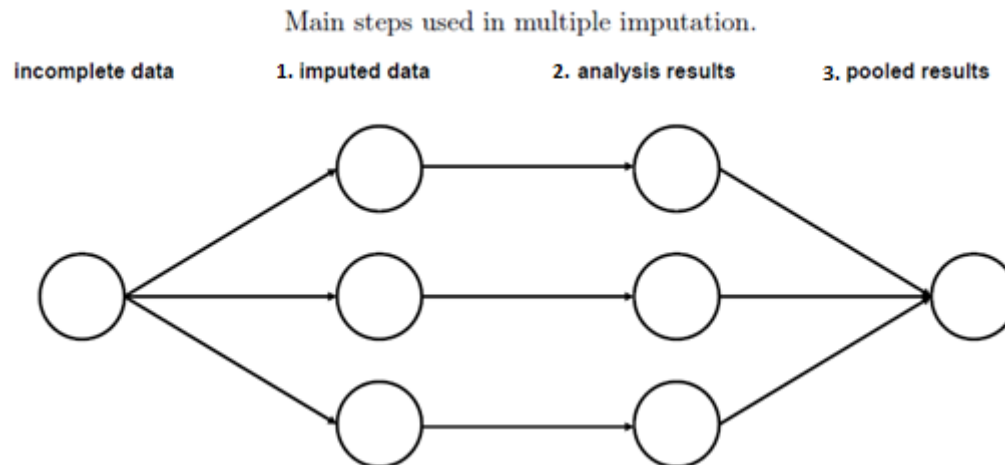 Main steps used in multiple imputation.
incomplete data 1. imputed data 2. analysis results 3. pooled results